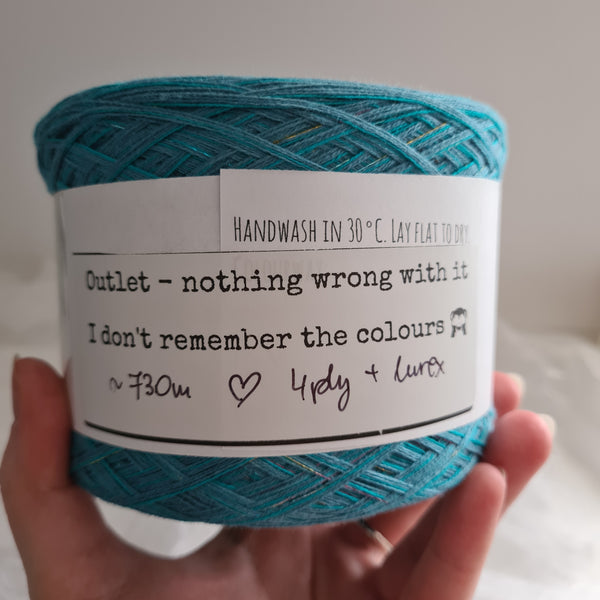 HANDWASH IN 30°C. LAY FLAT TO DRY.
COLOURWAY
Outlet - nothing wrong with it
I don't remember the colours
~ 730m ♡ 4ply + lurex